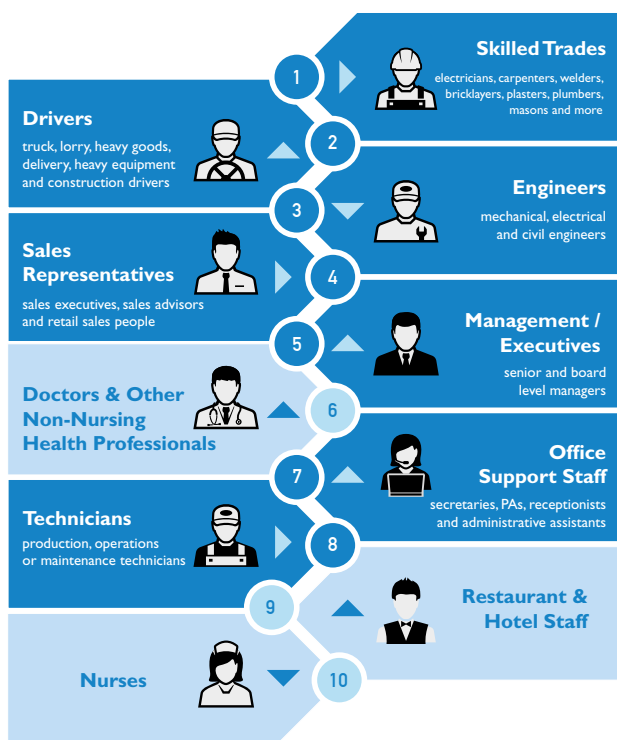 1
Skilled Trades
electricians, carpenters, welders,
bricklayers, plasters, plumbers,
masons and more
2
Drivers
truck, lorry, heavy goods,
delivery, heavy equipment
and construction drivers
3
Engineers
mechanical, electrical
and civil engineers
4
Sales
Representatives
sales executives, sales advisors
and retail sales people
5
Management /
Executives
senior and board
level managers
6
Doctors & Other
Non-Nursing
Health Professionals
7
Office
Support Staff
secretaries, PAs, receptionists
and administrative assistants
8
Technicians
production, operations
or maintenance technicians
9
Restaurant &
Hotel Staff
10
Nurses